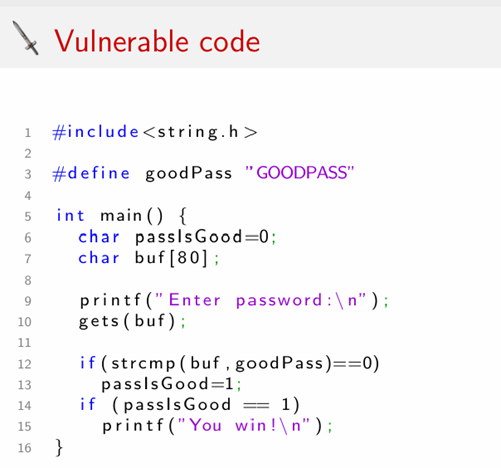 Vulnerable code
1 #include<string.h>
2
3 #define goodPass "GOODPASS"
4
5 int main() {
6 char passIsGood=0;
7 char buf[80];
8
9 printf("Enter password:\n");
10 gets(buf);
11
12 if(strcmp(buf,goodPass)==0)
13 passIsGood=1;
14 if (passIsGood == 1)
15 printf("You win!\n");
16 }